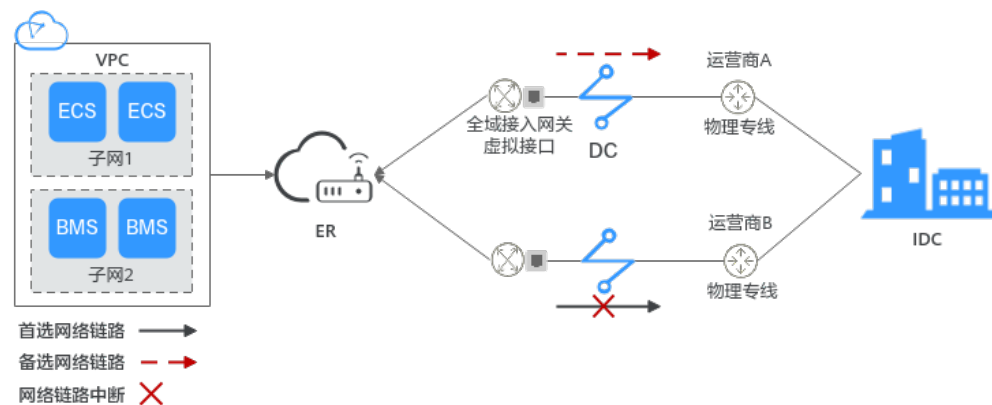 VPC
ECS
ECS
子网1
BMS
BMS
子网2
ER
全域接入网关
虚拟接口
DC
运营商A
物理专线
运营商B
物理专线
IDC
首选网络链路
备选网络链路
网络链路中断